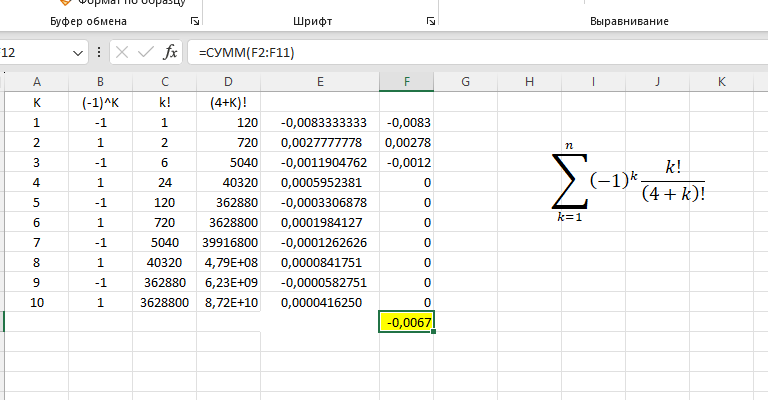 Формат по образцу
Буфер обмена Шрифт Выравнивание
12 fx =СУММ(F2:F11)
A B C D E F G H I J K
K (-1)^K k! (4+K)!
1 -1 1 120 -0,0083333333 -0,0083
2 1 2 720 0,0027777778 0,00278
3 -1 6 5040 -0,0011904762 -0,0012
4 1 24 40320 0,0005952381 0
5 -1 120 362880 -0,0003306878 0
6 1 720 3628800 0,0001984127 0
7 -1 5040 39916800 -0,0001262626 0
8 1 40320 4,79E+08 0,0000841751 0
9 -1 362880 6,23E+09 -0,0000582751 0
10 1 3628800 8,72E+10 0,0000416250 0
-0,0067
n
∑ (−1)^k k!/(4 + k)!
k=1